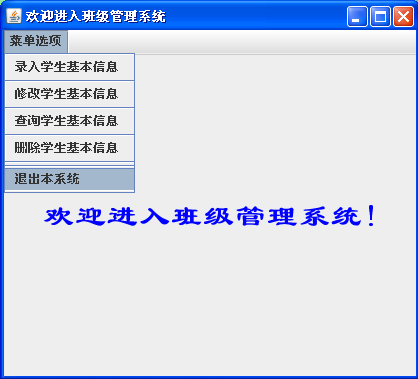 欢迎进入班级管理系统
菜单选项
录入学生基本信息
修改学生基本信息
查询学生基本信息
删除学生基本信息
退出本系统
欢迎进入班级管理系统!